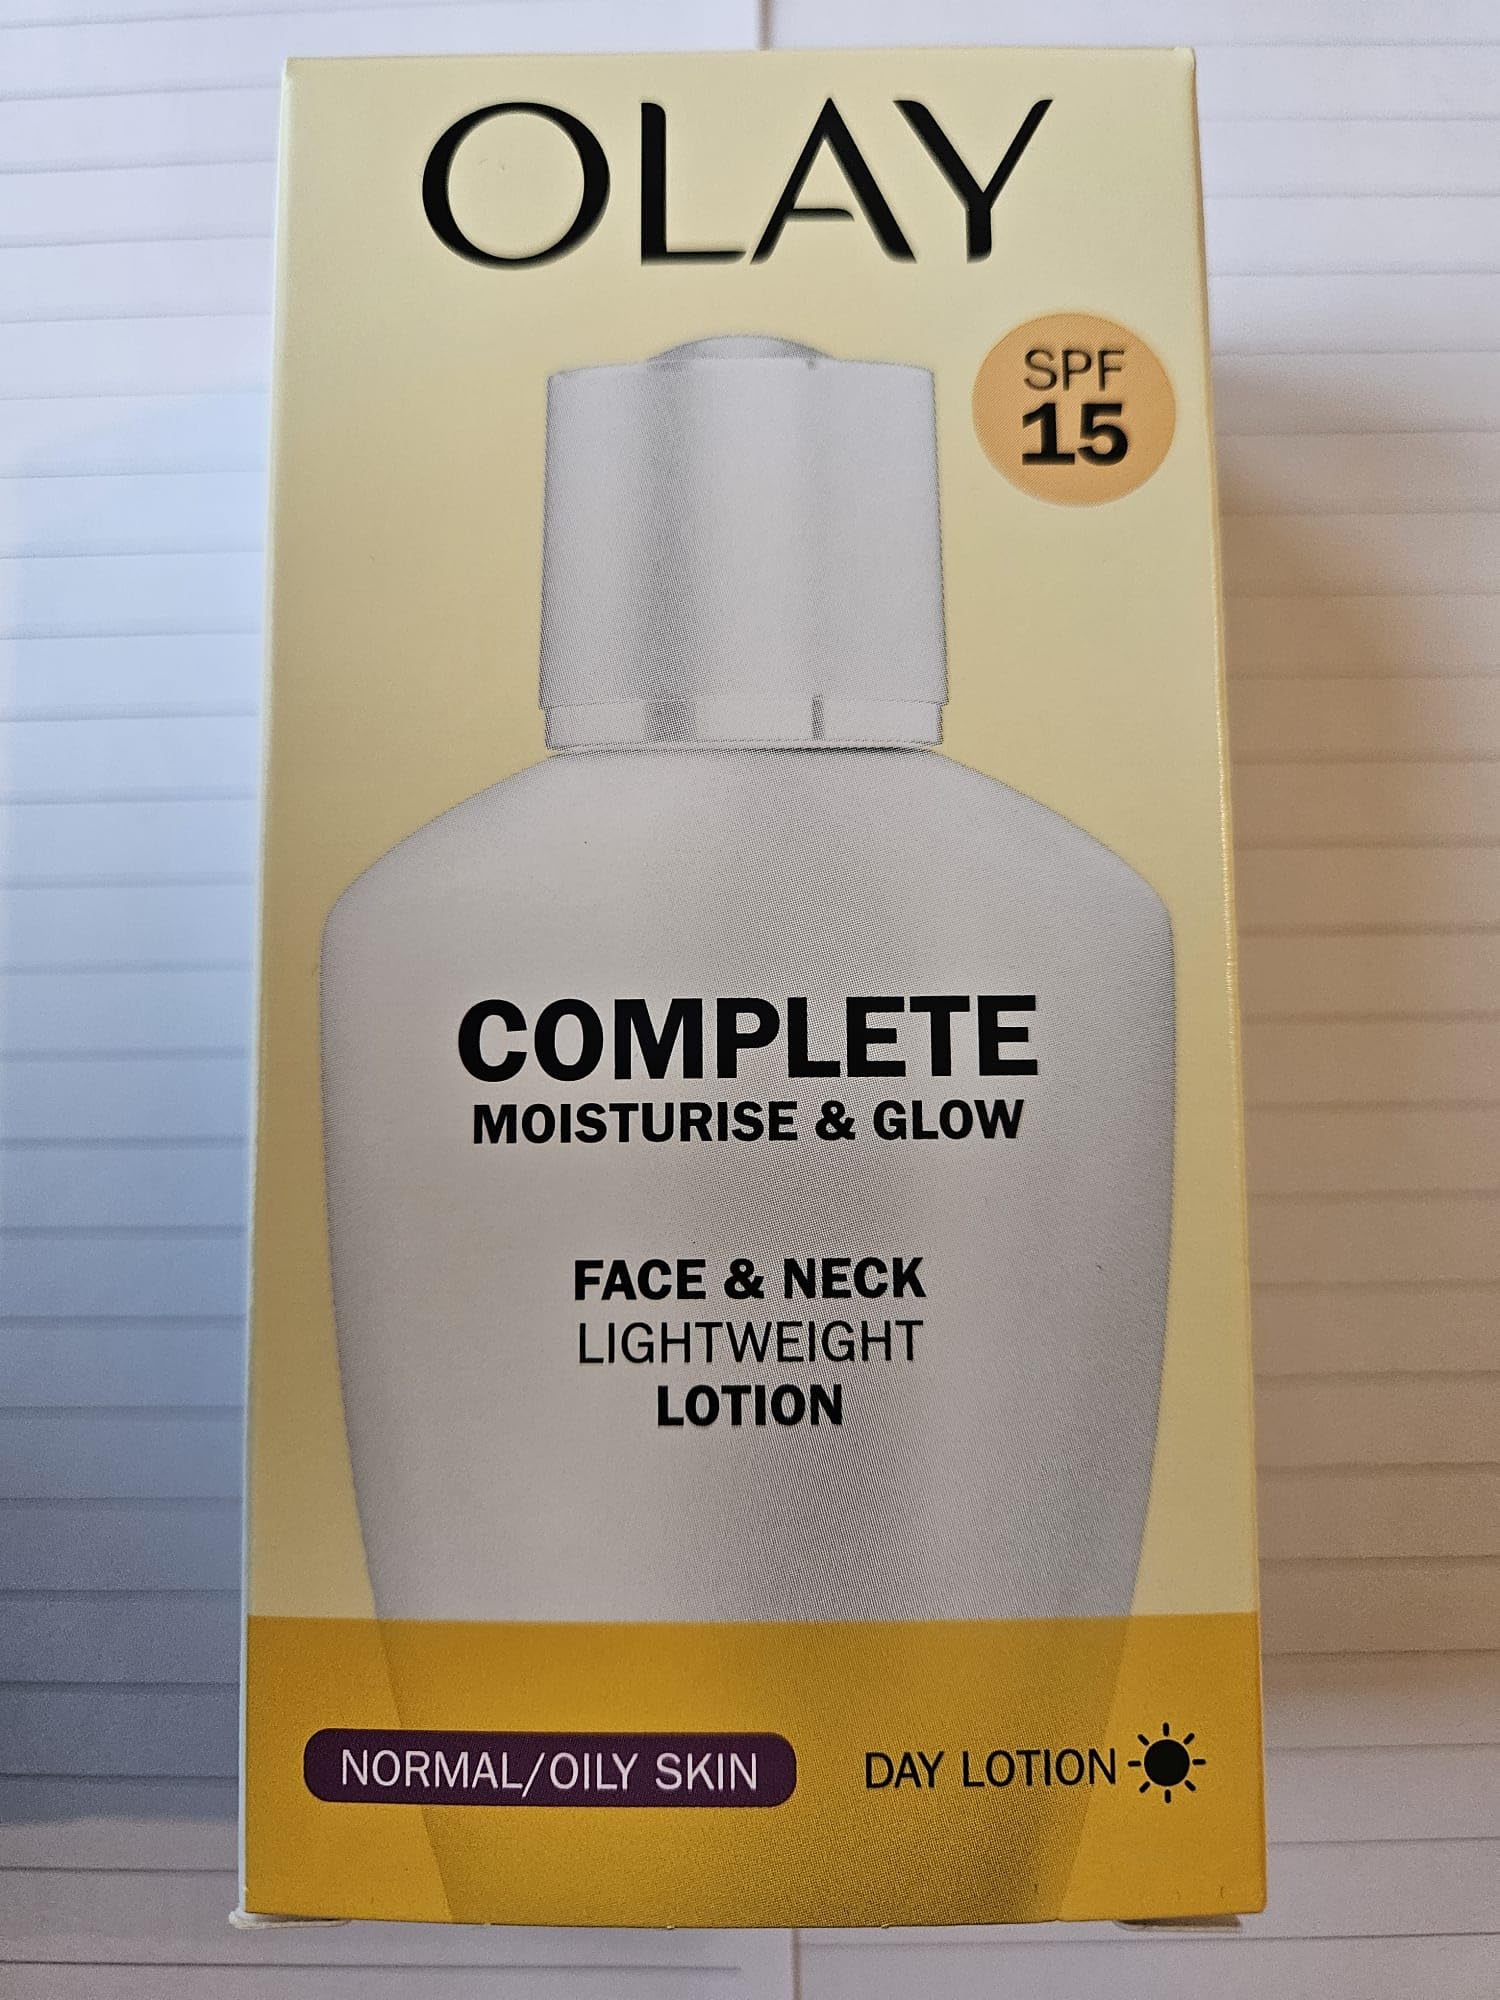 OLAY
SPF
15
COMPLETE
MOISTURISE & GLOW
FACE & NECK
LIGHTWEIGHT
LOTION
NORMAL/OILY SKIN
DAY LOTION